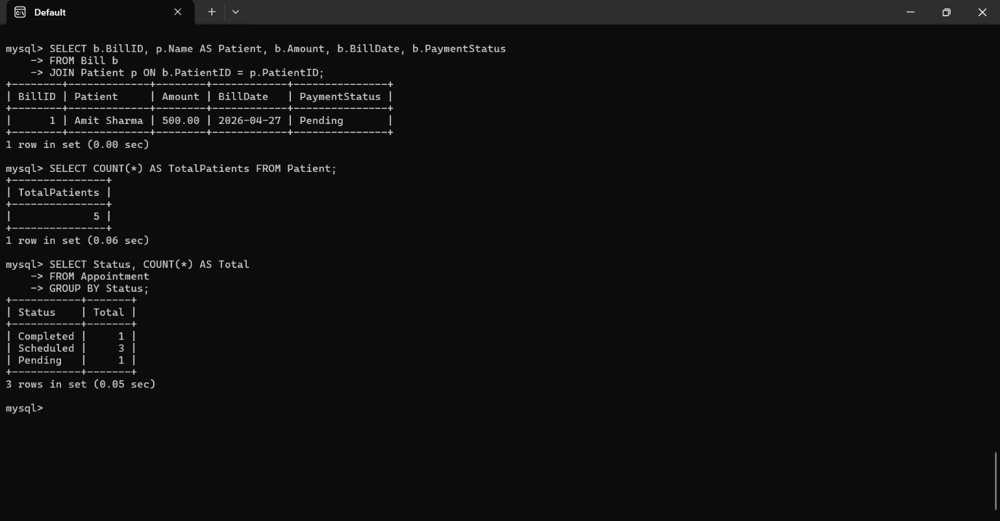 Default
mysql> SELECT b.BillID, p.Name AS Patient, b.Amount, b.BillDate, b.PaymentStatus
    -> FROM Bill b
    -> JOIN Patient p ON b.PatientID = p.PatientID;
+--------+-------------+--------+------------+---------------+
| BillID | Patient     | Amount | BillDate   | PaymentStatus |
+--------+-------------+--------+------------+---------------+
|      1 | Amit Sharma | 500.00 | 2026-04-27 | Pending       |
+--------+-------------+--------+------------+---------------+
1 row in set (0.00 sec)
mysql> SELECT COUNT(*) AS TotalPatients FROM Patient;
+---------------+
| TotalPatients |
+---------------+
|             5 |
+---------------+
1 row in set (0.06 sec)
mysql> SELECT Status, COUNT(*) AS Total
    -> FROM Appointment
    -> GROUP BY Status;
+-----------+-------+
| Status    | Total |
+-----------+-------+
| Completed |     1 |
| Scheduled |     3 |
| Pending   |     1 |
+-----------+-------+
3 rows in set (0.05 sec)
mysql>